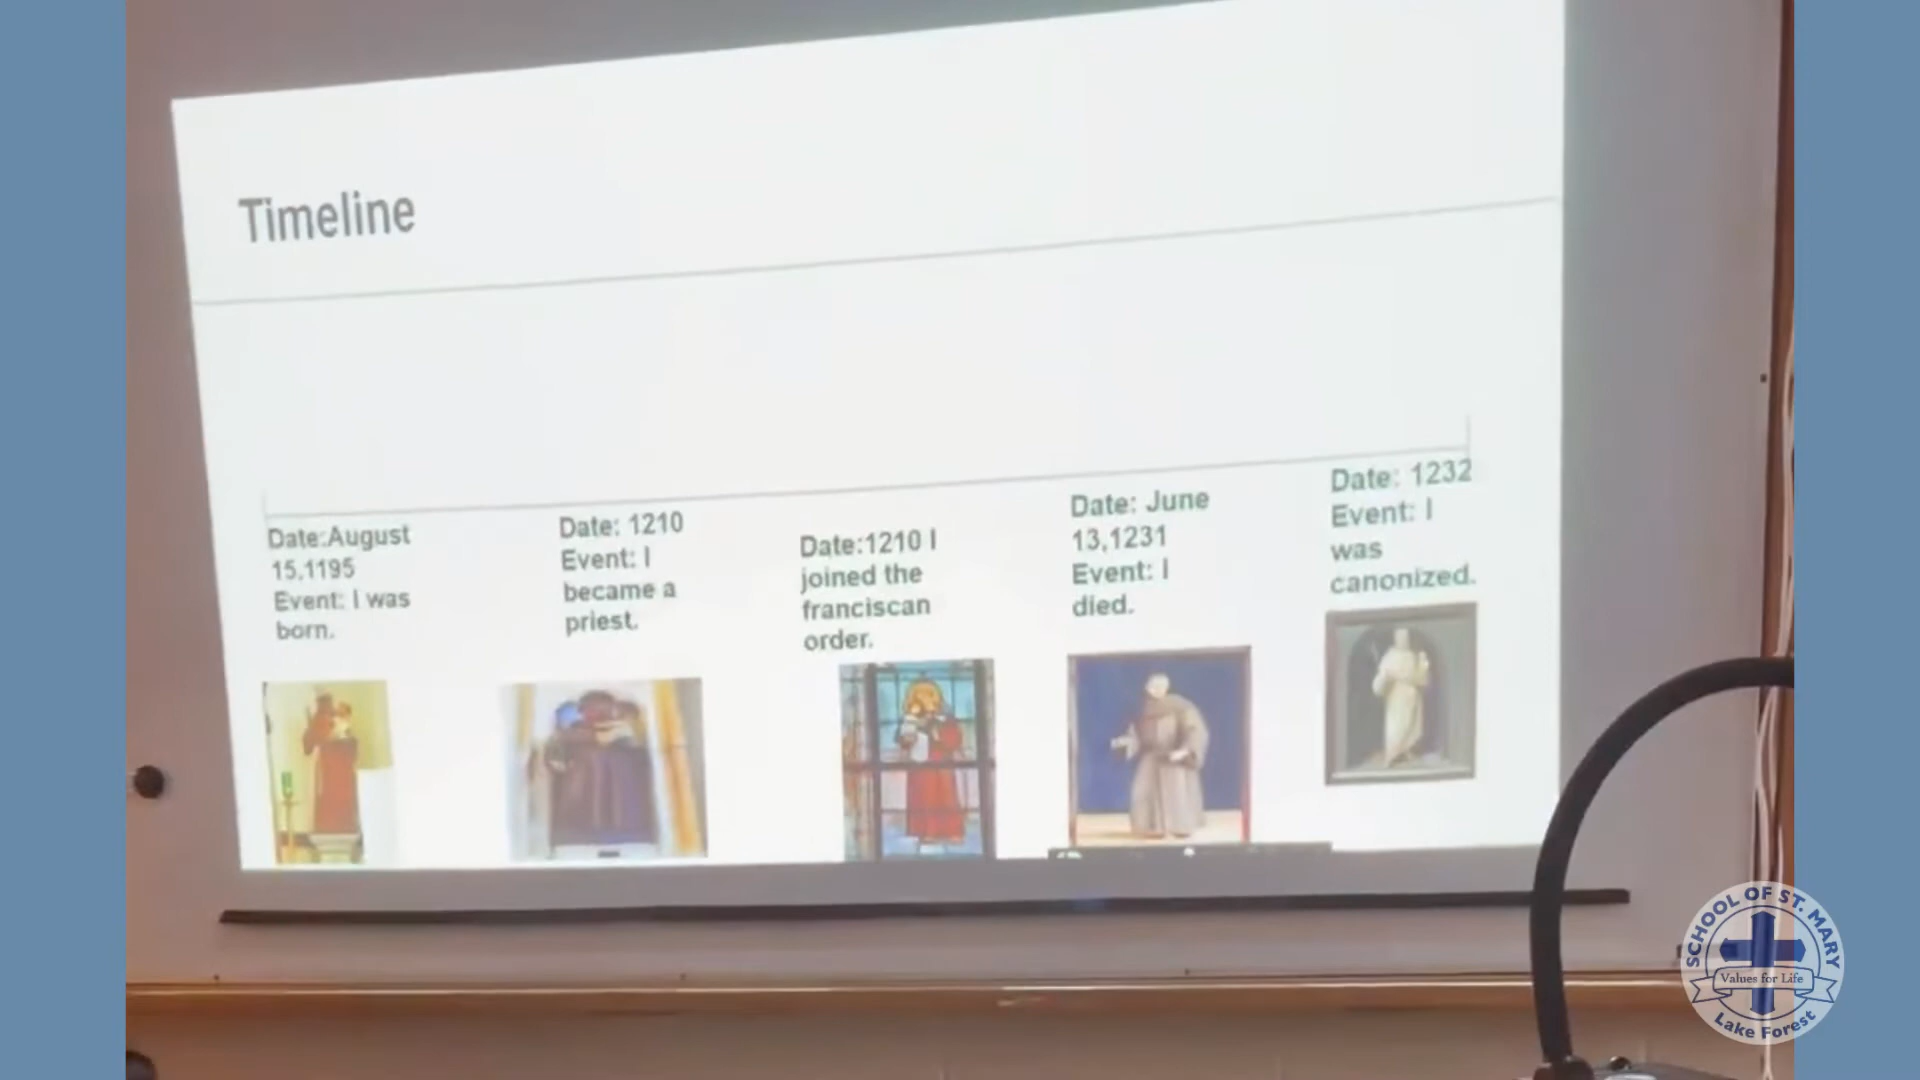 Timeline
Date:August
15,1195
Event: I was
born.
Date: 1210
Event: I
became a
priest.
Date:1210 I
joined the
franciscan
order.
Date: June
13,1231
Event: I
died.
Date: 1232
Event: I
was
canonized.
SCHOOL OF ST. MARY
Values for Life
Lake Forest